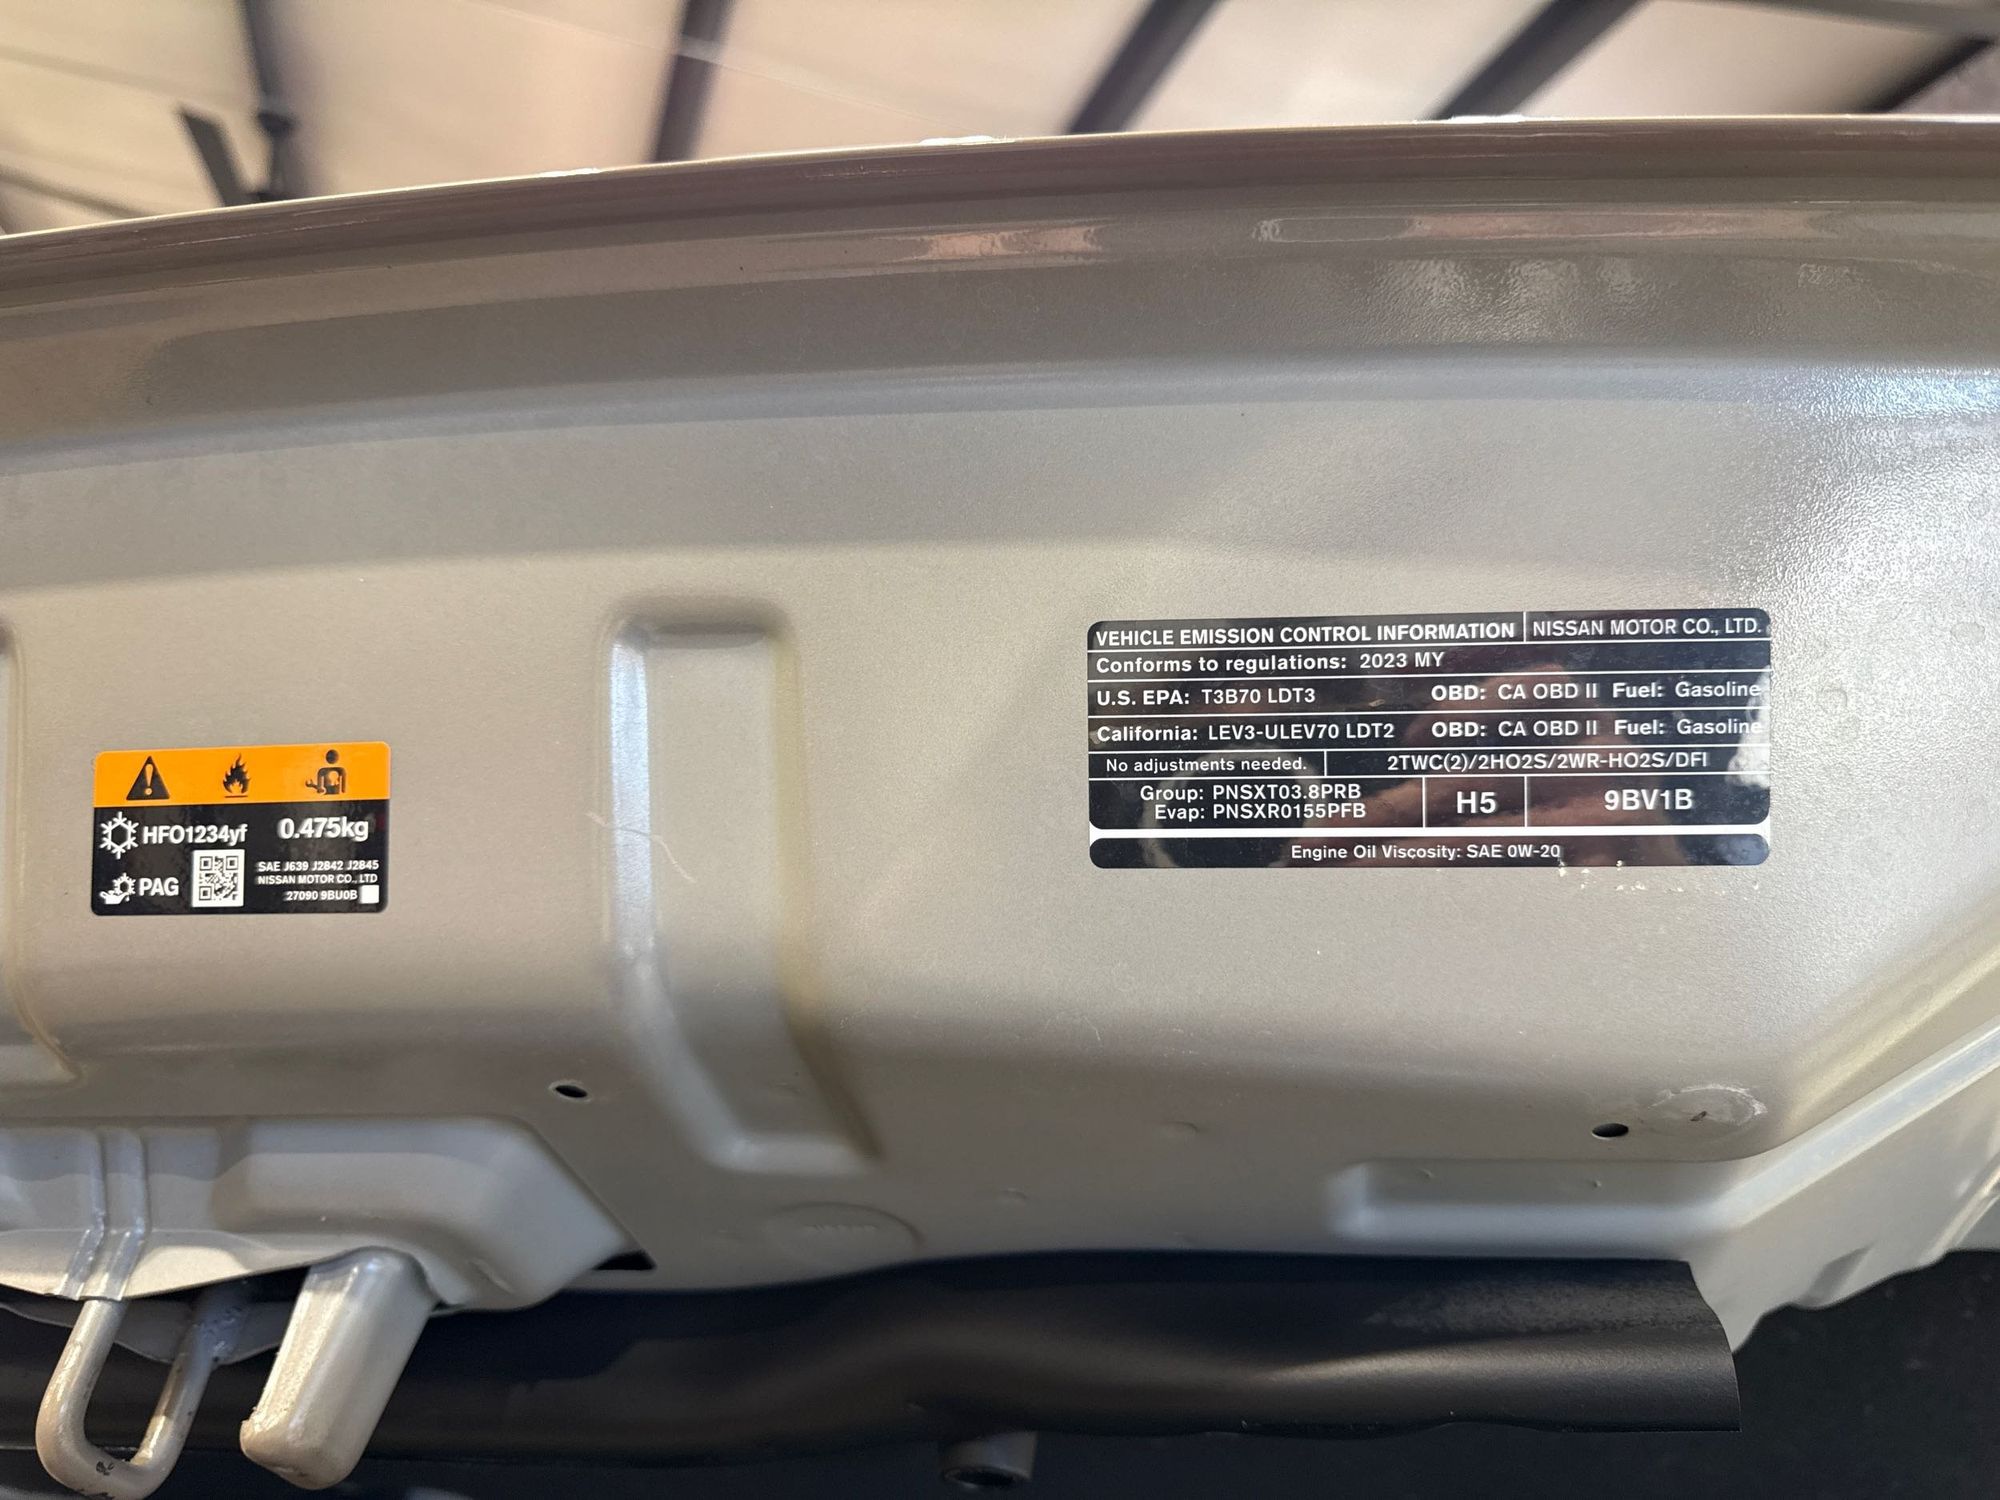 VEHICLE EMISSION CONTROL INFORMATION NISSAN MOTOR CO., LTD.
Conforms to regulations: 2023 MY
U.S. EPA: T3B70 LDT3 OBD: CA OBD II Fuel: Gasoline
California: LEV3-ULEV70 LDT2 OBD: CA OBD II Fuel: Gasoline
No adjustments needed. 2TWC(2)/2HO2S/2WR-HO2S/DFI
Group: PNSXT03.8PRB
Evap: PNSXR0155PFB
H5
9BV1B
Engine Oil Viscosity: SAE 0W-20
HFO1234yf 0.475kg
PAG
SAE J639 J2842 J2845
NISSAN MOTOR CO., LTD
27090 9BU0B